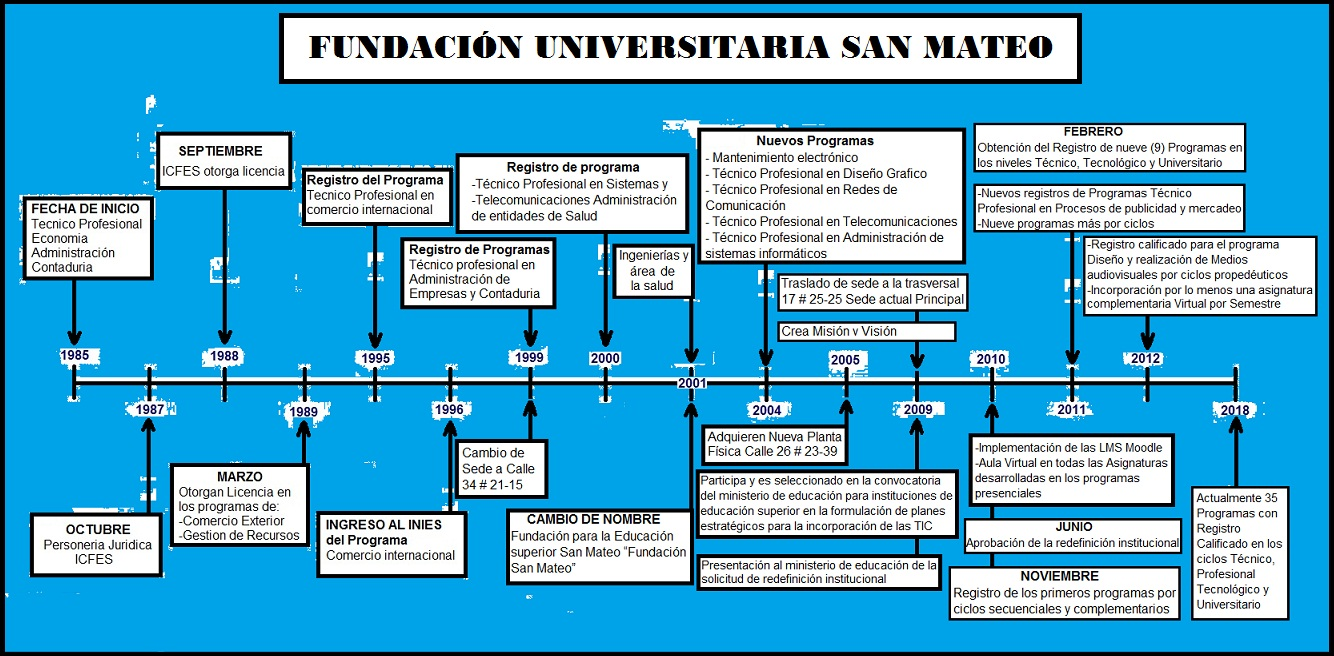 FUNDACIÓN UNIVERSITARIA SAN MATEO
FECHA DE INICIO
Tecnico Profesional
Economia
Administración
Contaduria
1985
OCTUBRE
Personeria Juridica
ICFES
1987
SEPTIEMBRE
ICFES otorga licencia
1988
MARZO
Otorgan Licencia en
los programas de:
-Comercio Exterior
-Gestion de Recursos
1989
Registro del Programa
Tecnico Profesional en
comercio internacional
1995
INGRESO AL INIES
del Programa
Comercio internacional
1996
Registro de Programas
Técnico profesional en
Administración de
Empresas y Contaduria
1999
Cambio de
Sede a Calle
34 # 21-15
Registro de programa
-Técnico Profesional en Sistemas y
-Telecomunicaciones Administración
de entidades de Salud
2000
Ingenierías y
área de
la salud
2001
CAMBIO DE NOMBRE
Fundación para la Educación
superior San Mateo "Fundación
San Mateo"
Nuevos Programas
- Mantenimiento electrónico
- Técnico Profesional en Diseño Grafico
- Técnico Profesional en Redes de
Comunicación
- Técnico Profesional en Telecomunicaciones
- Técnico Profesional en Administración de
sistemas informáticos
2004
2005
Adquieren Nueva Planta
Física Calle 26 # 23-39
Traslado de sede a la trasversal
17 # 25-25 Sede actual Principal
Crea Misión y Visión
2009
Participa y es seleccionado en la convocatoria
del ministerio de educación para instituciones de
educación superior en la formulación de planes
estratégicos para la incorporación de las TIC
Presentación al ministerio de educación de la
solicitud de redefinición institucional
2010
-Implementación de las LMS Moodle
-Aula Virtual en todas las Asignaturas
desarrolladas en los programas
presenciales
JUNIO
Aprobación de la redefinición institucional
NOVIEMBRE
Registro de los primeros programas por
ciclos secuenciales y complementarios
FEBRERO
Obtención del Registro de nueve (9) Programas en
los niveles Técnico, Tecnológico y Universitario
-Nuevos registros de Programas Técnico
Profesional en Procesos de publicidad y mercadeo
-Nueve programas más por ciclos
2011
-Registro calificado para el programa
Diseño y realización de Medios
audiovisuales por ciclos propedéuticos
-Incorporación por lo menos una asignatura
complementaria Virtual por Semestre
2012
2018
Actualmente 35
Programas con
Registro
Calificado en los
ciclos Técnico,
Profesional
Tecnológico y
Universitario